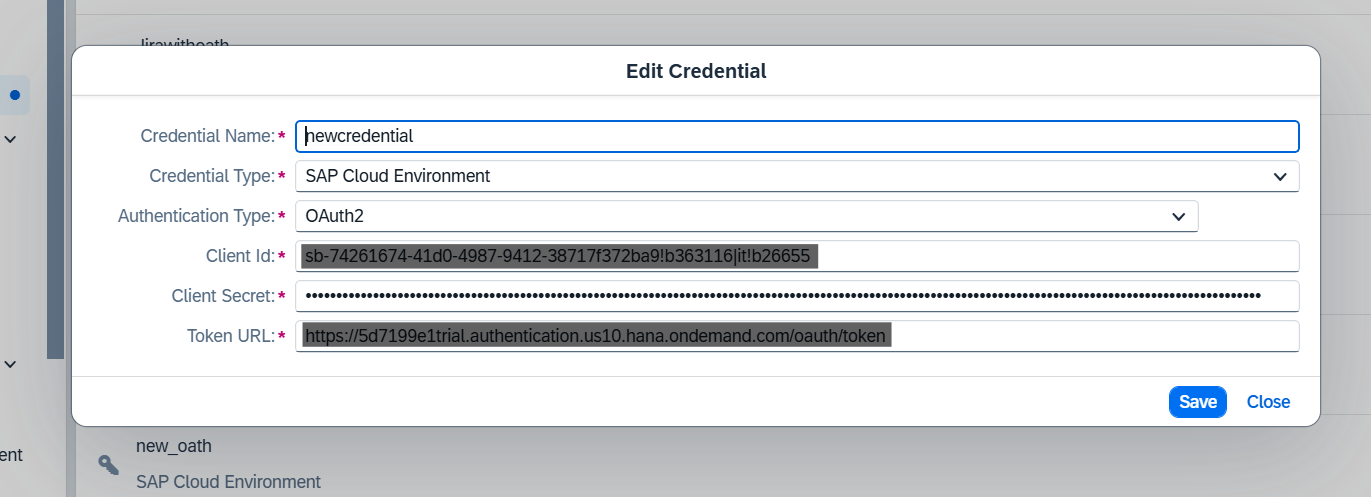 jirawithoath
Edit Credential
Credential Name:* newcredential
Credential Type:* SAP Cloud Environment
Authentication Type:* OAuth2
Client Id:* sb-74261674-41d0-4987-9412-38717f372ba9!b363116|it!b26655
Client Secret:*
Token URL:* https://5d7199e1trial.authentication.us10.hana.ondemand.com/oauth/token
Save Close
new_oath
ent
SAP Cloud Environment